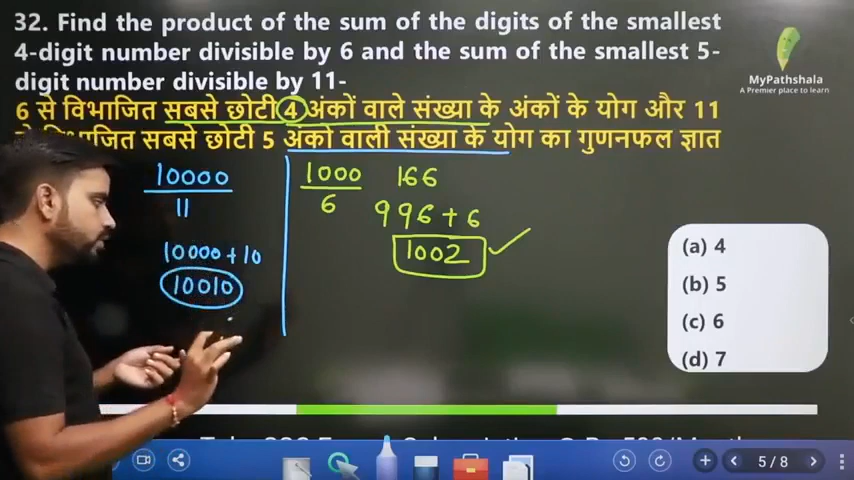 32. Find the product of the sum of the digits of the smallest
4-digit number divisible by 6 and the sum of the smallest 5-
digit number divisible by 11-
6 से विभाजित सबसे छोटी 4 अंकों वाले संख्या के अंकों के योग और 11
विभाजित सबसे छोटी 5 अंकों वाली संख्या के योग का गुणनफल ज्ञात
MyPathshala
A Premier place to learn
10000
11
10000+10
10010
1000
6
166
996+6
1002
(a) 4
(b) 5
(c) 6
(d) 7
5/8